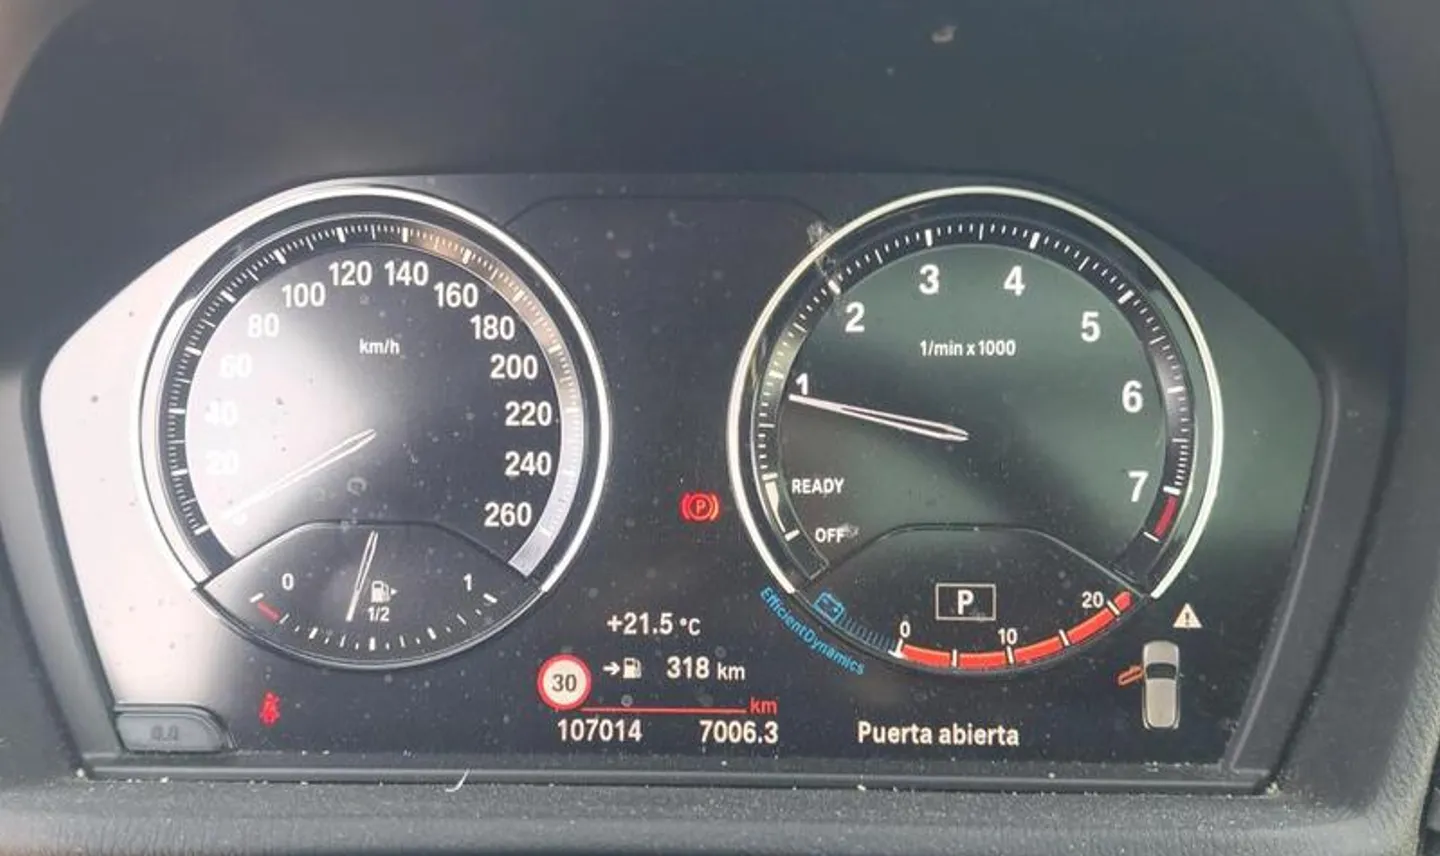 km/h
20
40
60
80
100
120
140
160
180
200
220
240
260
0
1/2
1
1/min x 1000
1
2
3
4
5
6
7
READY
OFF
P
EfficientDynamics
0
10
20
P
+21.5 °C
30
318 km
km
107014
7006.3
Puerta abierta